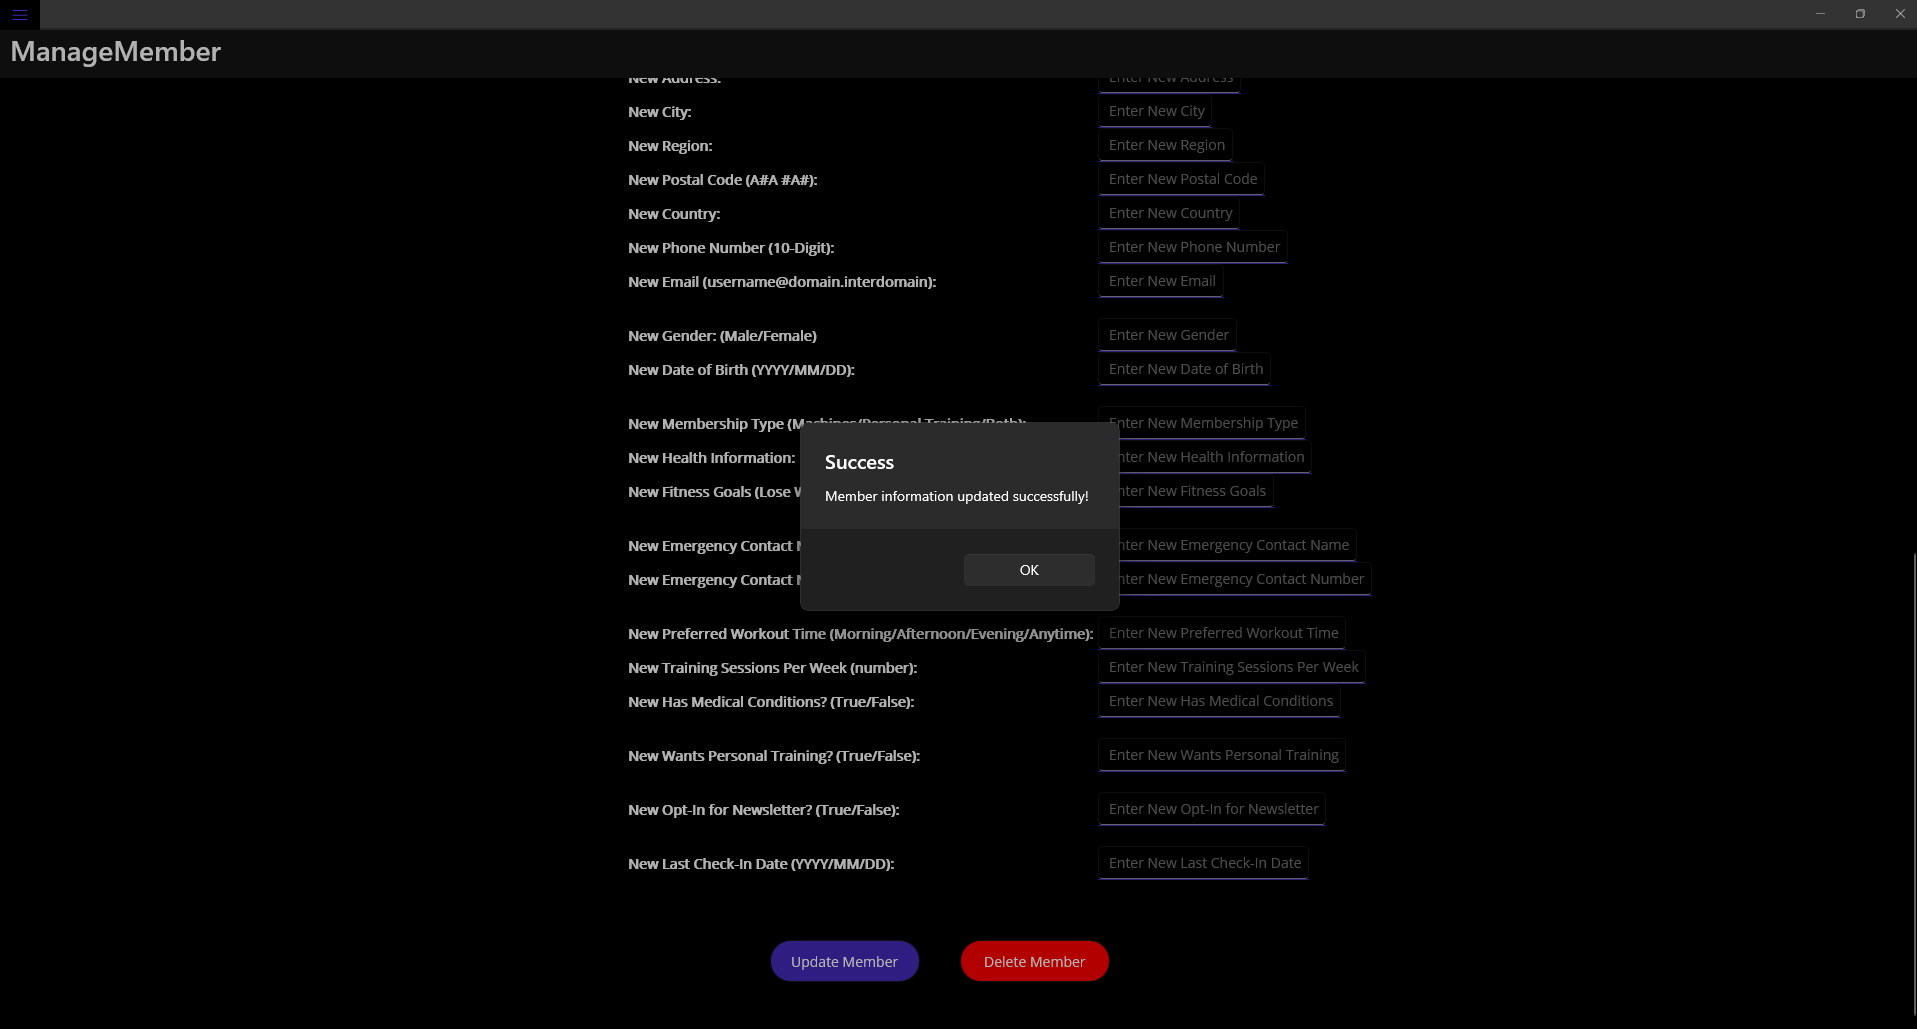 ManageMember
New Address: Enter New Address
New City: Enter New City
New Region: Enter New Region
New Postal Code (A#A #A#): Enter New Postal Code
New Country: Enter New Country
New Phone Number (10-Digit): Enter New Phone Number
New Email (username@domain.interdomain): Enter New Email
New Gender: (Male/Female) Enter New Gender
New Date of Birth (YYYY/MM/DD): Enter New Date of Birth
New Membership Type (Machines/Personal Training/Both): Enter New Membership Type
New Health Information: nter New Health Information
New Fitness Goals (Lose nter New Fitness Goals
Success
Member information updated successfully!
OK
New Emergency Contact nter New Emergency Contact Name
New Emergency Contact nter New Emergency Contact Number
New Preferred Workout Time (Morning/Afternoon/Evening/Anytime): Enter New Preferred Workout Time
New Training Sessions Per Week (number): Enter New Training Sessions Per Week
New Has Medical Conditions? (True/False): Enter New Has Medical Conditions
New Wants Personal Training? (True/False): Enter New Wants Personal Training
New Opt-In for Newsletter? (True/False): Enter New Opt-In for Newsletter
New Last Check-In Date (YYYY/MM/DD): Enter New Last Check-In Date
Update Member Delete Member